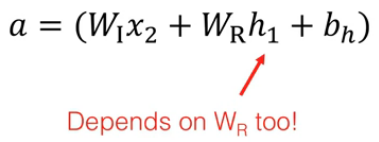 a = (W_I x_2 + W_R h_1 + b_h)
Depends on W_R too!